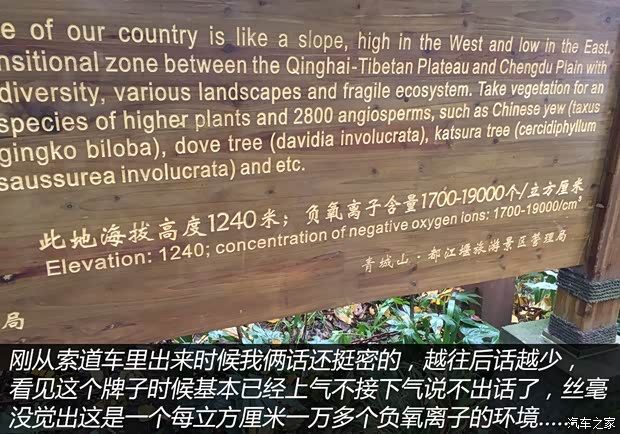 e of our country is like a slope, high in the West and low in the East.
nsitional zone between the Qinghai-Tibetan Plateau and Chengdu Plain with
diversity, various landscapes and fragile ecosystem. Take vegetation for an
species of higher plants and 2800 angiosperms, such as Chinese yew (taxus
gingko biloba), dove tree (davidia involucrata), katsura tree (cercidiphyllum
saussurea involucrata) and etc.
此地海拔高度1240米；负氧离子含量1700-19000个/立方厘米
Elevation: 1240; concentration of negative oxygen ions: 1700-19000/cm³
青城山·都江堰旅游景区管理局
局
刚从索道车里出来时候我俩话还挺密的，越往后话越少，
看见这个牌子时候基本已经上气不接下气说不出话了，丝毫
没觉出这是一个每立方厘米一万多个负氧离子的环境.....
汽车之家